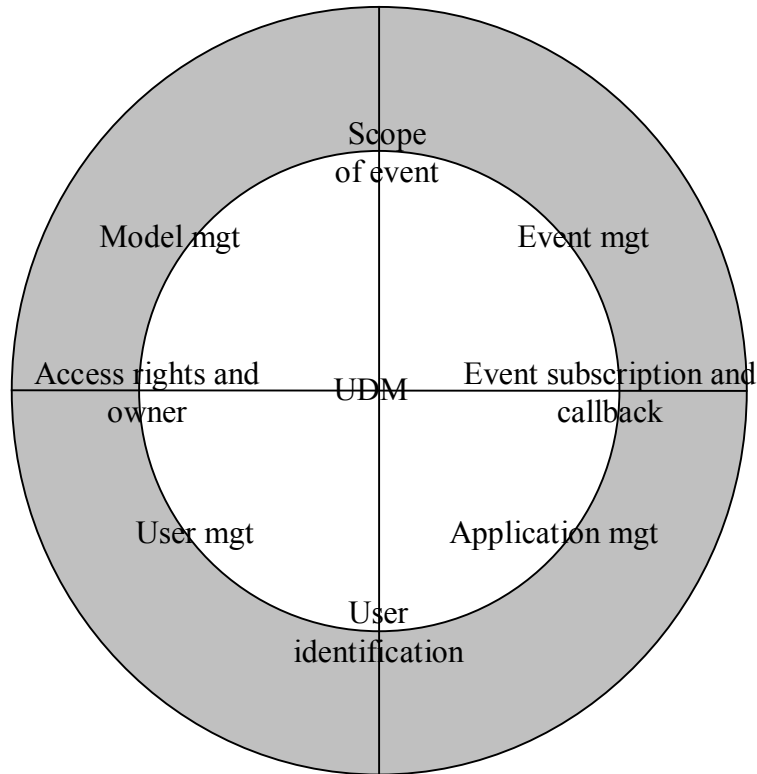 Scope
of event
Model mgt
Event mgt
Access rights and
owner
UDM
Event subscription and
callback
User mgt
Application mgt
User
identification